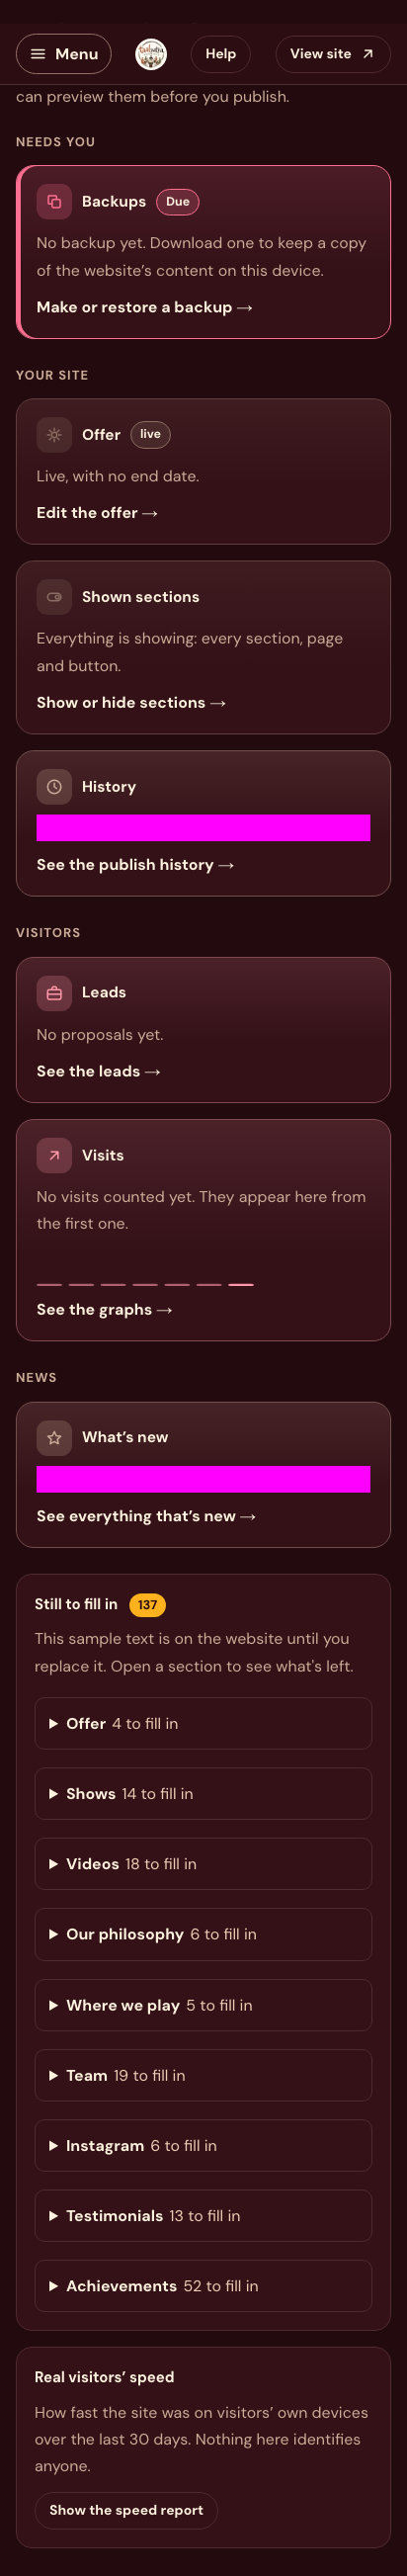 Menu
Help
View site
can preview them before you publish.
NEEDS YOU
Backups Due
No backup yet. Download one to keep a copy
of the website’s content on this device.
Make or restore a backup →
YOUR SITE
Offer live
Live, with no end date.
Edit the offer →
Shown sections
Everything is showing: every section, page
and button.
Show or hide sections →
History
See the publish history →
VISITORS
Leads
No proposals yet.
See the leads →
Visits
No visits counted yet. They appear here from
the first one.
See the graphs →
NEWS
What’s new
See everything that’s new →
Still to fill in 137
This sample text is on the website until you
replace it. Open a section to see what's left.
Offer 4 to fill in
Shows 14 to fill in
Videos 18 to fill in
Our philosophy 6 to fill in
Where we play 5 to fill in
Team 19 to fill in
Instagram 6 to fill in
Testimonials 13 to fill in
Achievements 52 to fill in
Real visitors’ speed
How fast the site was on visitors’ own devices
over the last 30 days. Nothing here identifies
anyone.
Show the speed report